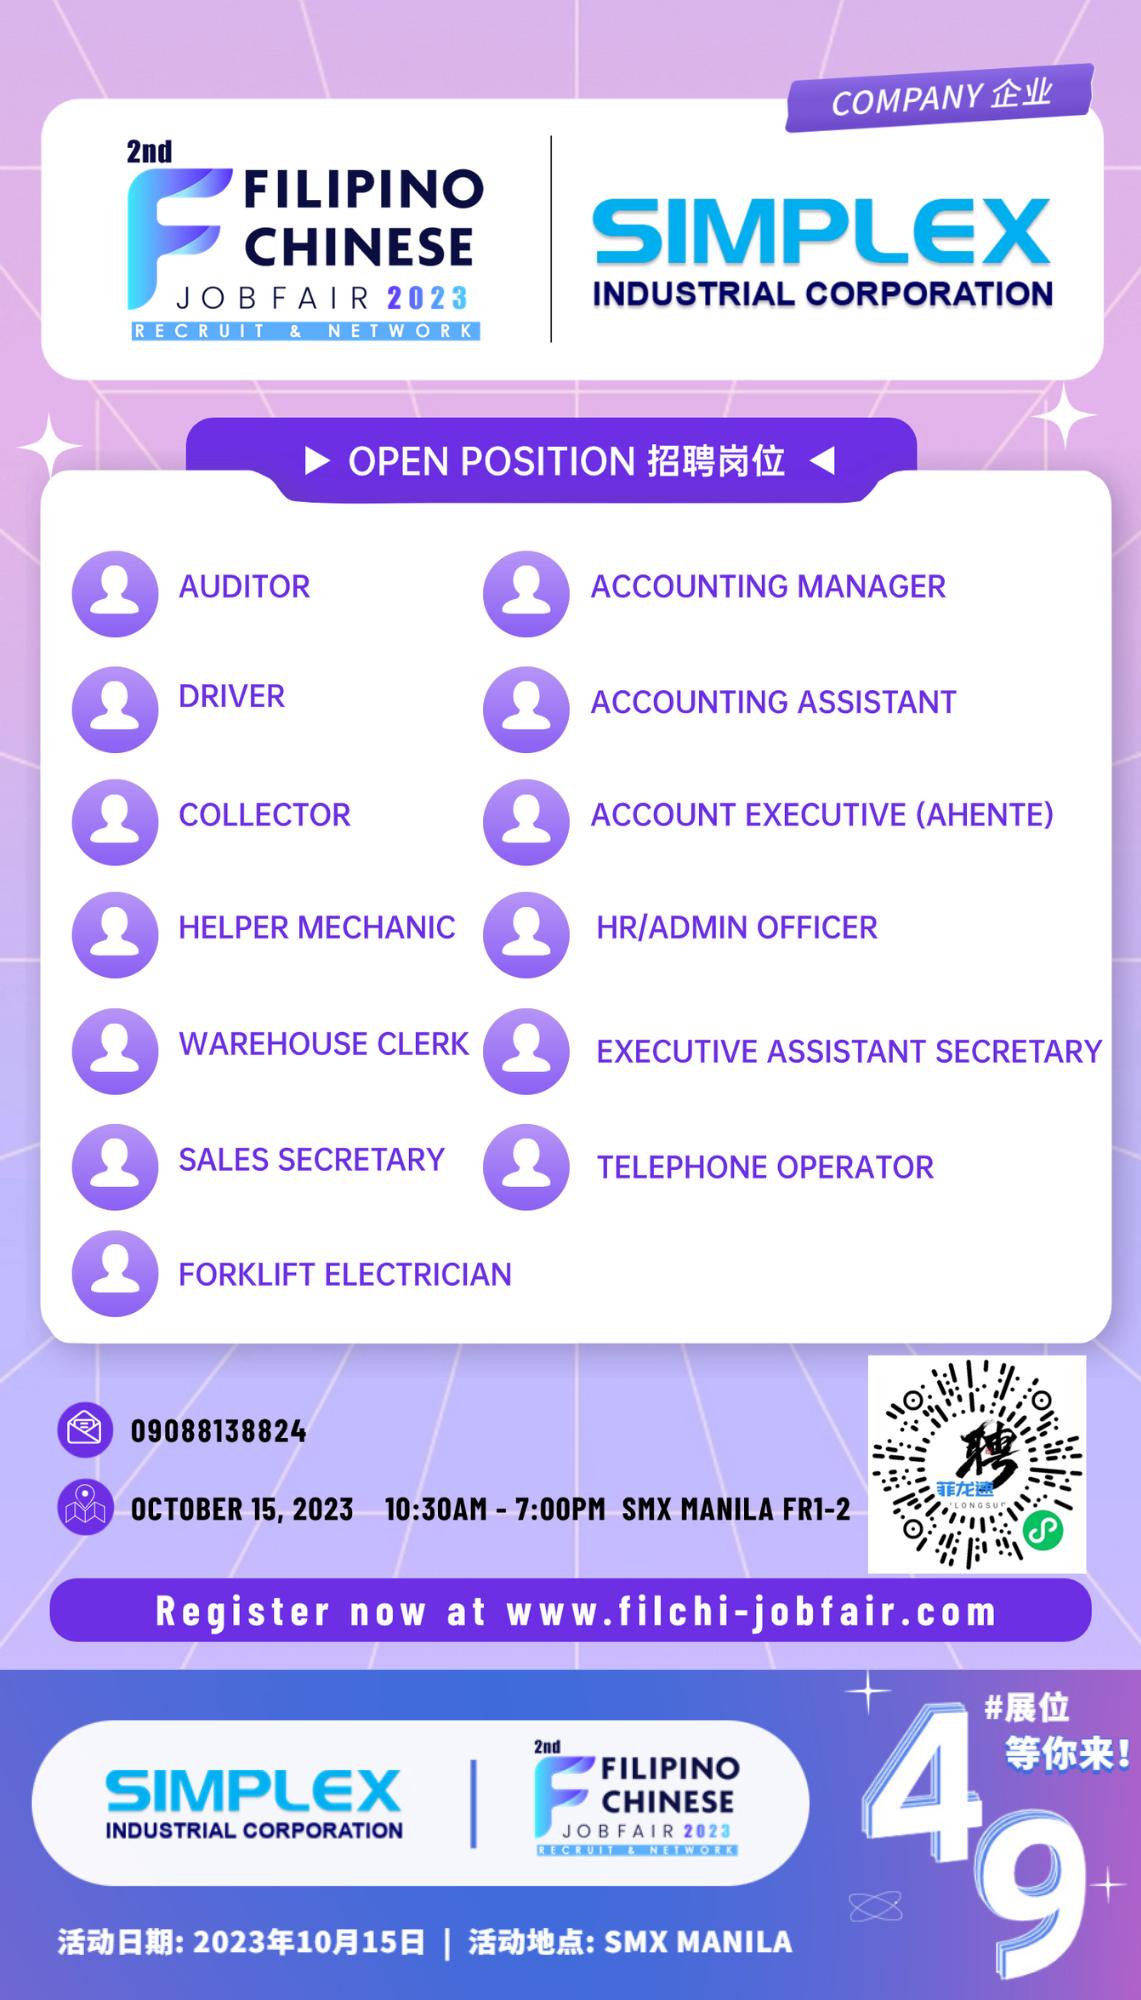 COMPANY 企业
2nd
FILIPINO
CHINESE
JOBFAIR 2023
RECRUIT & NETWORK
SIMPLEX
INDUSTRIAL CORPORATION
OPEN POSITION 招聘岗位
AUDITOR
ACCOUNTING MANAGER
DRIVER
ACCOUNTING ASSISTANT
COLLECTOR
ACCOUNT EXECUTIVE (AHENTE)
HELPER MECHANIC
HR/ADMIN OFFICER
WAREHOUSE CLERK
EXECUTIVE ASSISTANT SECRETARY
SALES SECRETARY
TELEPHONE OPERATOR
FORKLIFT ELECTRICIAN
09088138824
OCTOBER 15, 2023 10:30AM - 7:00PM SMX MANILA FR1-2
聘
菲龙速
Register now at www.filchi-jobfair.com
SIMPLEX
INDUSTRIAL CORPORATION
2nd
FILIPINO
CHINESE
JOBFAIR 2023
RECRUIT & NETWORK
#展位
等你来!
49
活动日期: 2023年10月15日 | 活动地点: SMX MANILA